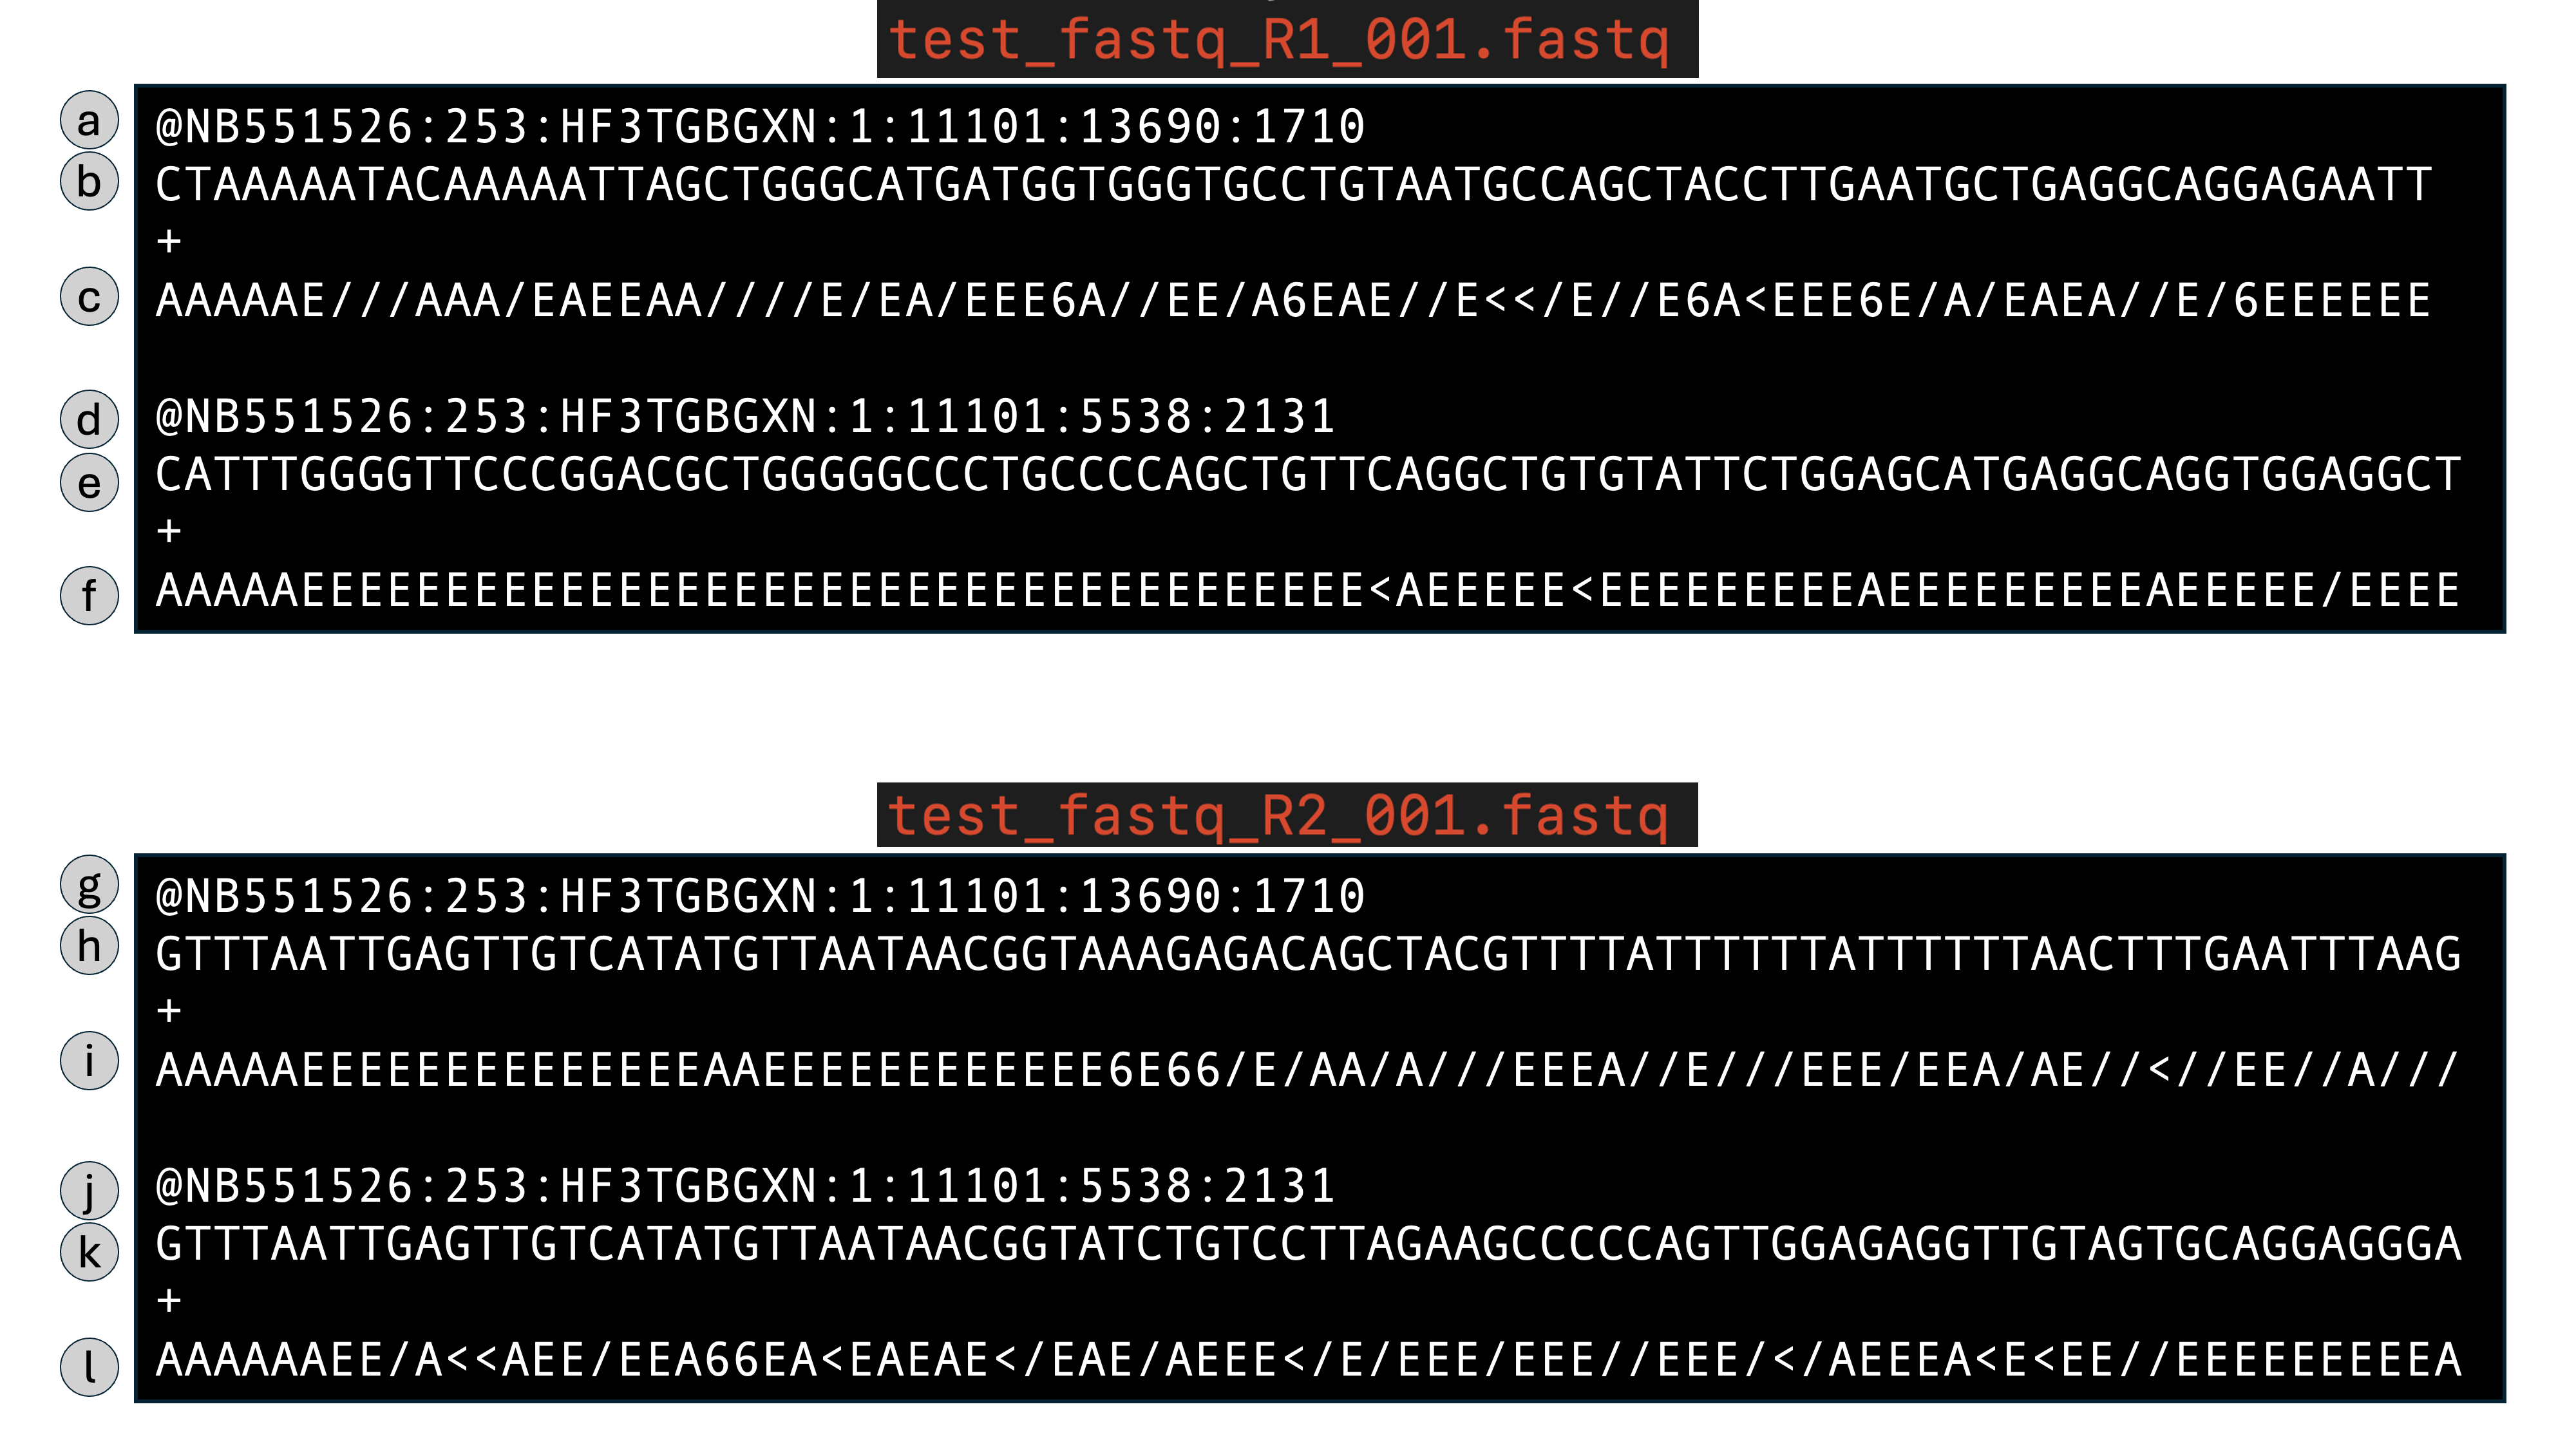 test_fastq_R1_001.fastq
a @NB551526:253:HF3TGBGXN:1:11101:13690:1710
b CTAAAAATACAAAAATTAGCTGGGCATGATGGTGGGTGCCTGTAATGCCAGCTACCTTGAATGCTGAGGCAGGAGAATT
+
c AAAAAE///AAA/EAEEAA////E/EA/EEE6A//EE/A6EAE//E<</E//E6A<EEE6E/A/EAEA//E/6EEEEEE
d @NB551526:253:HF3TGBGXN:1:11101:5538:2131
e CATTTGGGGTTCCCGGACGCTGGGGGCCCTGCCCCAGCTGTTCAGGCTGTGTATTCTGGAGCATGAGGCAGGTGGAGGCT
+
f AAAAAEEEEEEEEEEEEEEEEEEEEEEEEEEEEEEEEEEEEE<AEEEEE<EEEEEEEEEAEEEEEEEEEAEEEEE/EEEE
test_fastq_R2_001.fastq
g @NB551526:253:HF3TGBGXN:1:11101:13690:1710
h GTTTAATTGAGTTGTCATATGTTAATAACGGTAAAGAGACAGCTACGTTTTATTTTTTATTTTTTAACTTTGAATTTAAG
+
i AAAAAEEEEEEEEEEEEEEAAEEEEEEEEEEEE6E66/E/AA/A///EEEA//E///EEE/EEA/AE//<//EE//A///
j @NB551526:253:HF3TGBGXN:1:11101:5538:2131
k GTTTAATTGAGTTGTCATATGTTAATAACGGTATCTGTCCTTAGAAGCCCCCAGTTGGAGAGGTTGTAGTGCAGGAGGGA
+
l AAAAAAEE/A<<AEE/EEA66EA<EAEAE</EAE/AEEE</E/EEE/EEE//EEE/</AEEEA<E<EE//EEEEEEEEEA